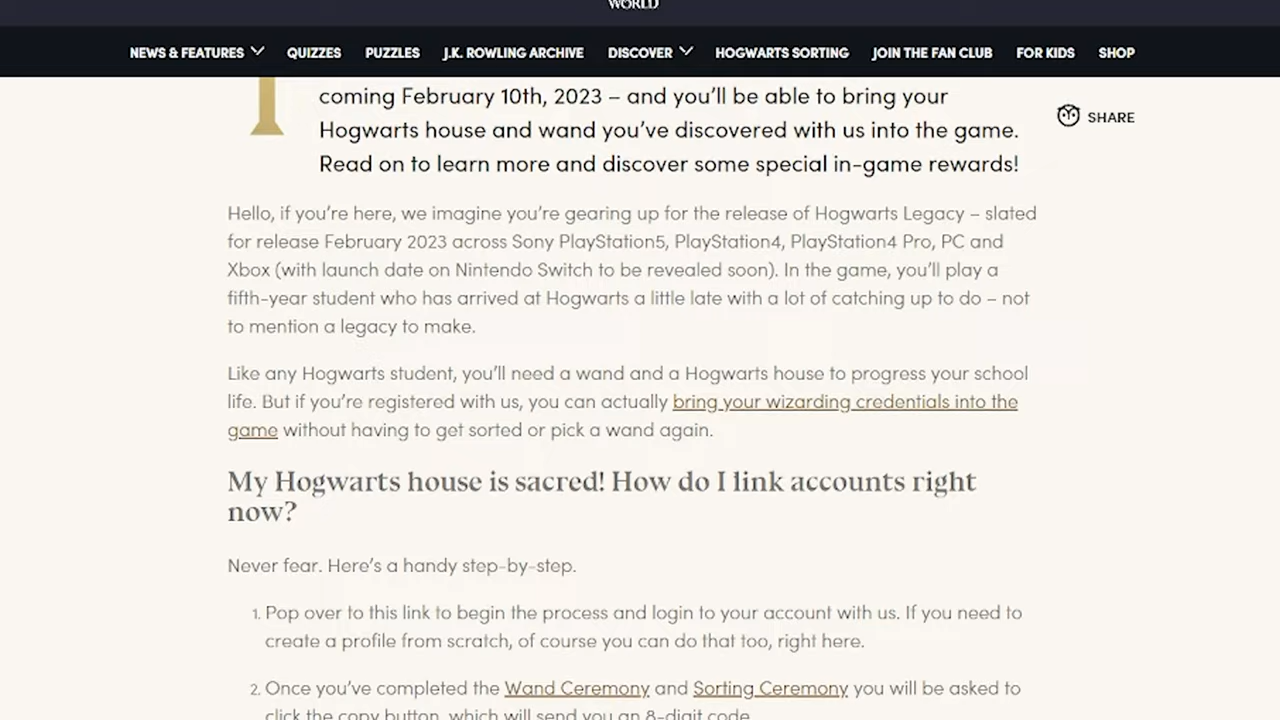 WORLD
NEWS & FEATURES QUIZZES PUZZLES J.K. ROWLING ARCHIVE DISCOVER HOGWARTS SORTING JOIN THE FAN CLUB FOR KIDS SHOP
coming February 10th, 2023 – and you’ll be able to bring your
Hogwarts house and wand you’ve discovered with us into the game.
Read on to learn more and discover some special in-game rewards!
SHARE
Hello, if you’re here, we imagine you’re gearing up for the release of Hogwarts Legacy – slated
for release February 2023 across Sony PlayStation5, PlayStation4, PlayStation4 Pro, PC and
Xbox (with launch date on Nintendo Switch to be revealed soon). In the game, you’ll play a
fifth-year student who has arrived at Hogwarts a little late with a lot of catching up to do – not
to mention a legacy to make.
Like any Hogwarts student, you’ll need a wand and a Hogwarts house to progress your school
life. But if you’re registered with us, you can actually bring your wizarding credentials into the
game without having to get sorted or pick a wand again.
My Hogwarts house is sacred! How do I link accounts right
now?
Never fear. Here’s a handy step-by-step.
1. Pop over to this link to begin the process and login to your account with us. If you need to
create a profile from scratch, of course you can do that too, right here.
2. Once you’ve completed the Wand Ceremony and Sorting Ceremony you will be asked to
click the copy button, which will send you an 8-digit code.